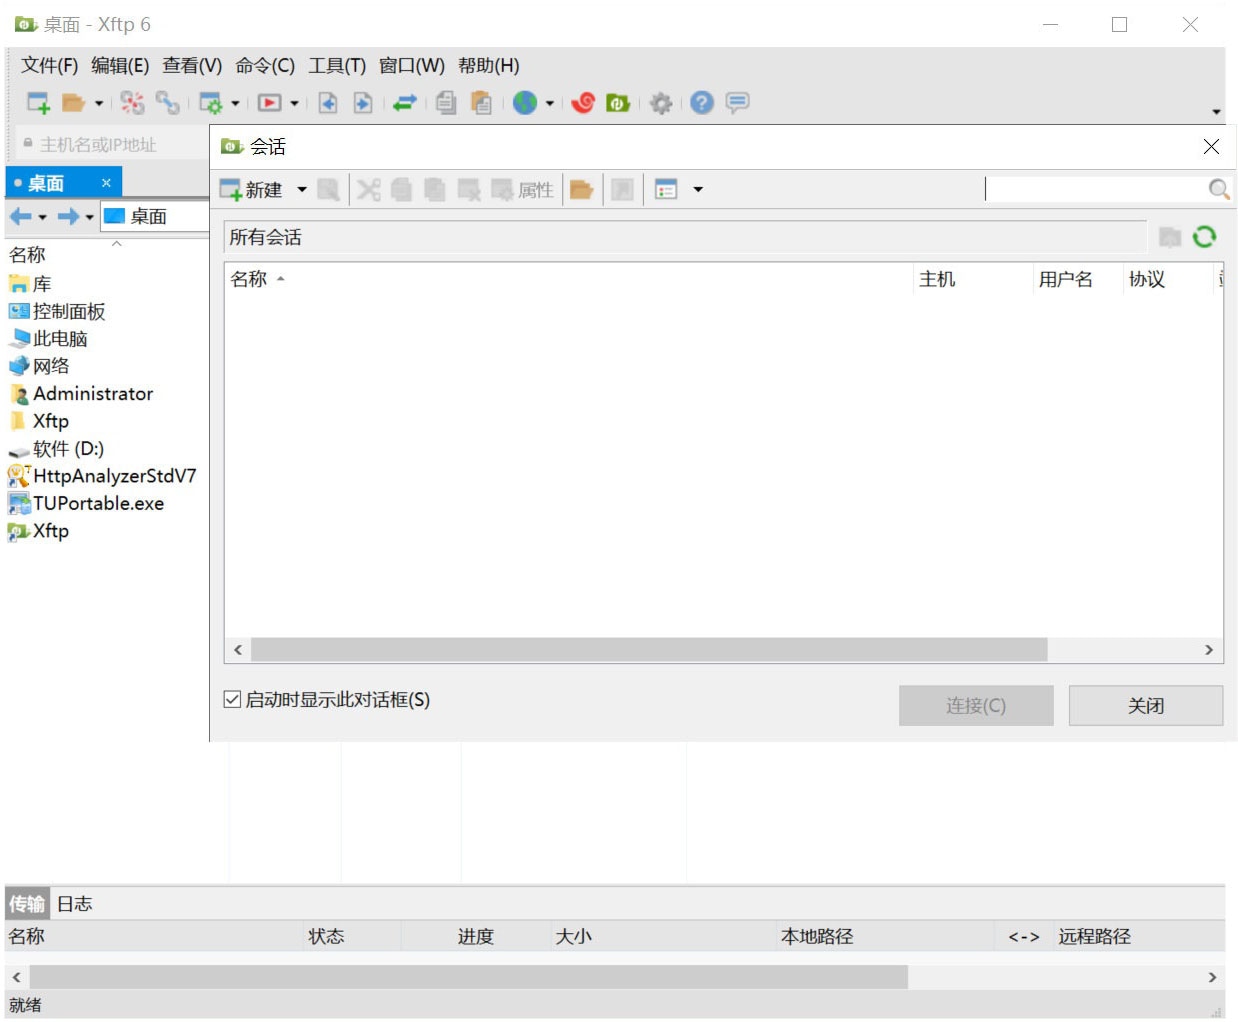 桌面 - Xftp 6
文件(F) 编辑(E) 查看(V) 命令(C) 工具(T) 窗口(W) 帮助(H)
主机名或IP地址
会话
桌面
新建
属性
桌面
所有会话
名称
名称 主机 用户名 协议
库
控制面板
此电脑
网络
Administrator
Xftp
软件 (D:)
HttpAnalyzerStdV7
TUPortable.exe
Xftp
启动时显示此对话框(S)
连接(C) 关闭
传输 日志
名称 状态 进度 大小 本地路径 <-> 远程路径
就绪